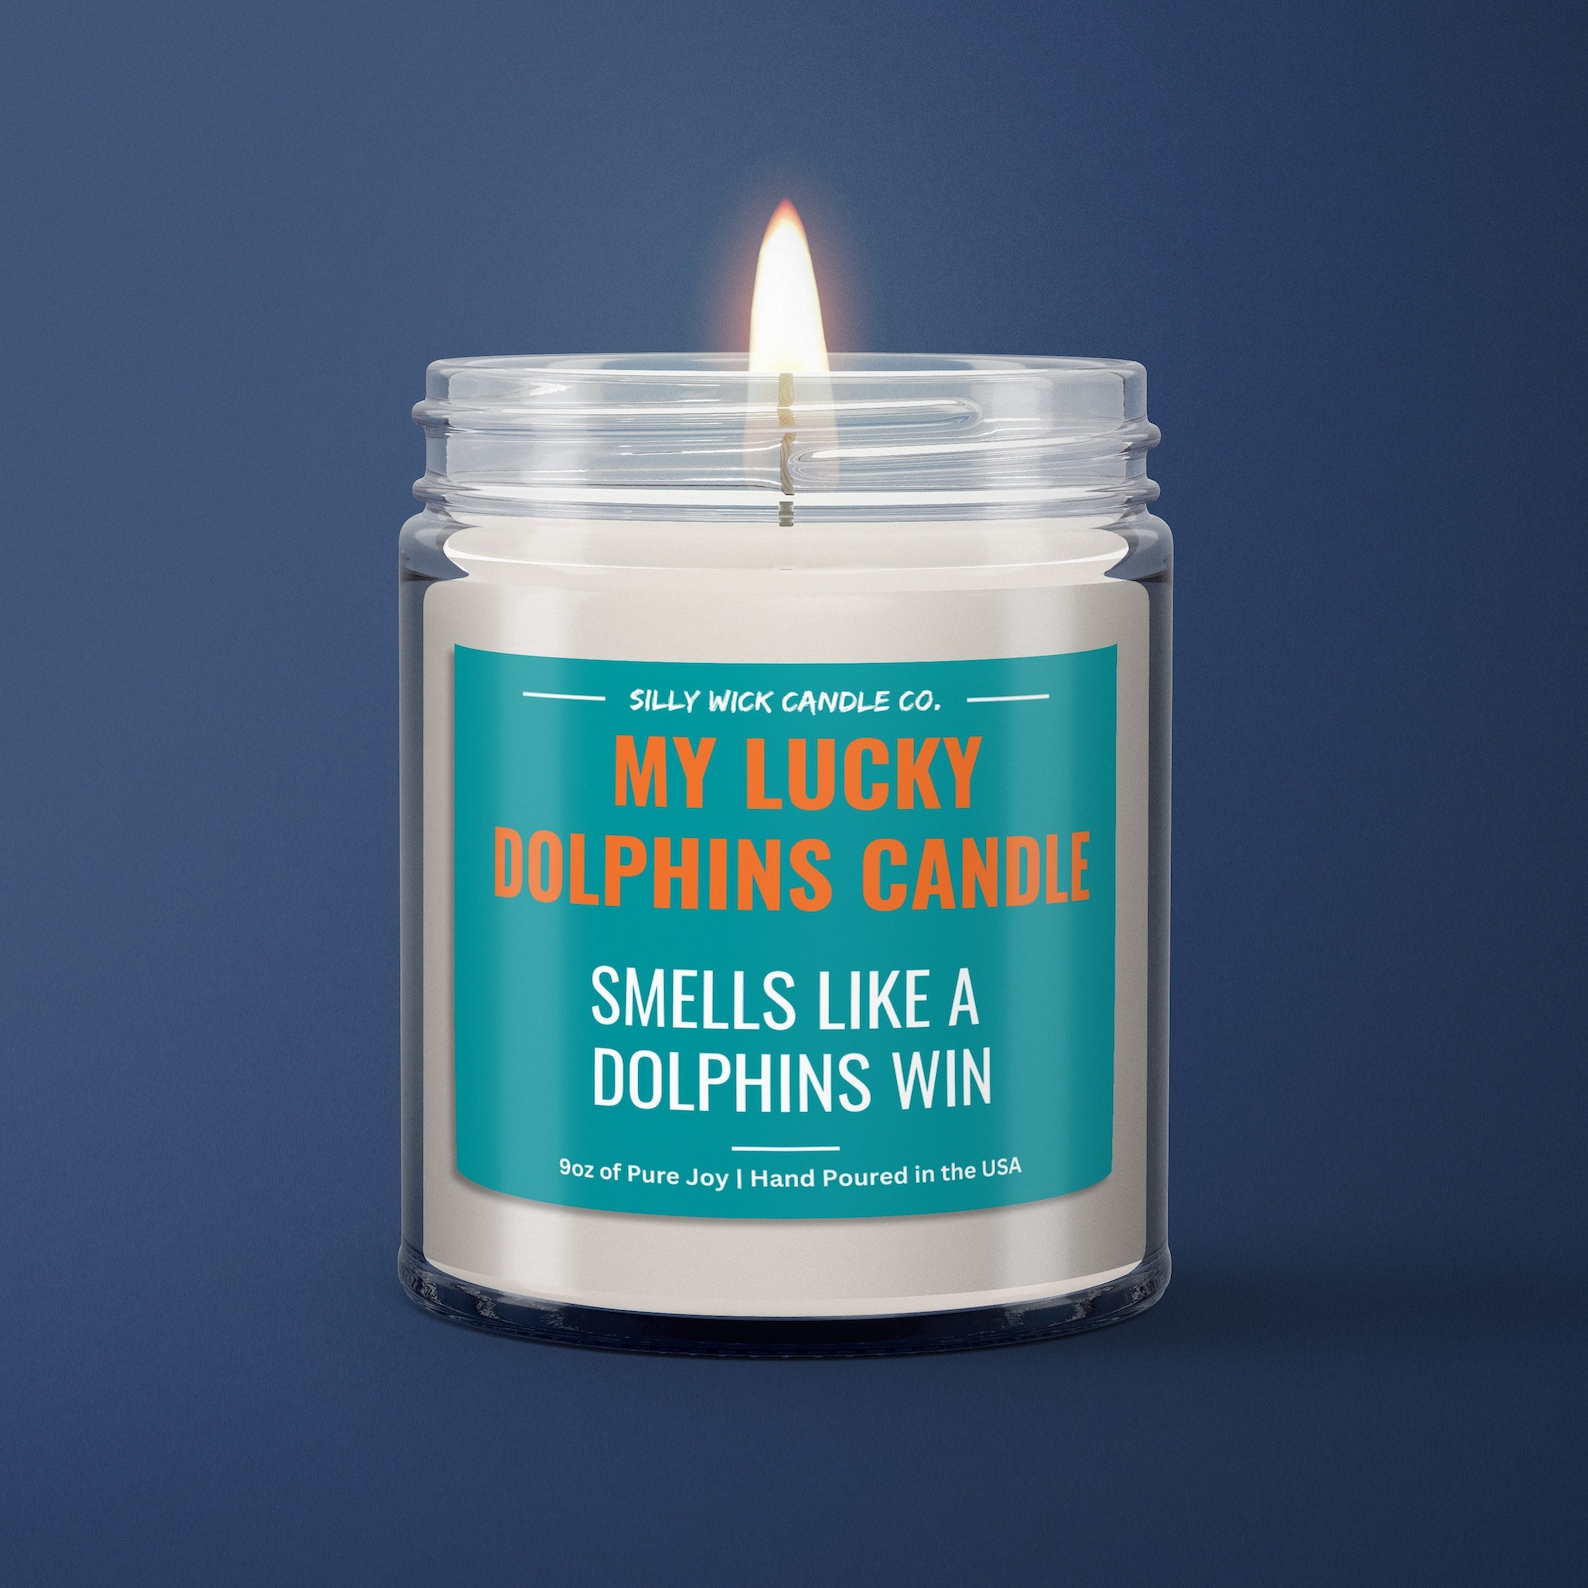 SILLY WICK CANDLE CO.
MY LUCKY
DOLPHINS CANDLE
SMELLS LIKE A
DOLPHINS WIN
9oz of Pure Joy | Hand Poured in the USA